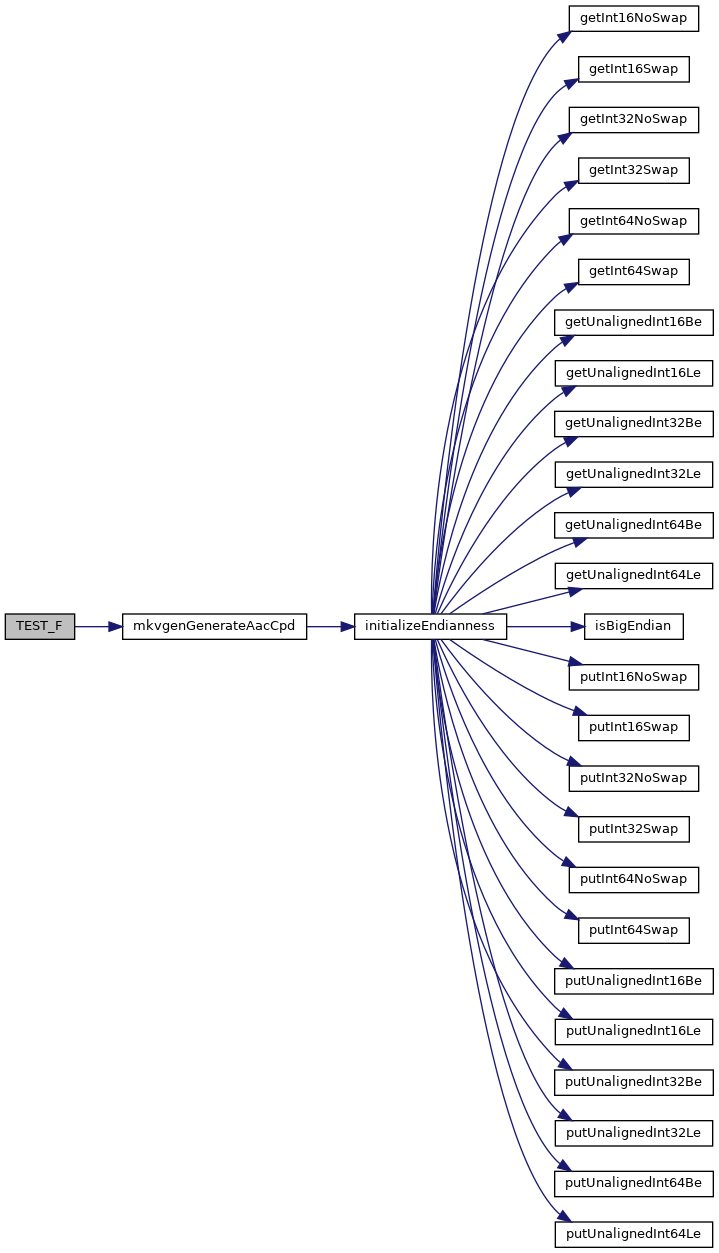 TEST_F
mkvgenGenerateAacCpd
initializeEndianness
getInt16NoSwap
getInt16Swap
getInt32NoSwap
getInt32Swap
getInt64NoSwap
getInt64Swap
getUnalignedInt16Be
getUnalignedInt16Le
getUnalignedInt32Be
getUnalignedInt32Le
getUnalignedInt64Be
getUnalignedInt64Le
isBigEndian
putInt16NoSwap
putInt16Swap
putInt32NoSwap
putInt32Swap
putInt64NoSwap
putInt64Swap
putUnalignedInt16Be
putUnalignedInt16Le
putUnalignedInt32Be
putUnalignedInt32Le
putUnalignedInt64Be
putUnalignedInt64Le